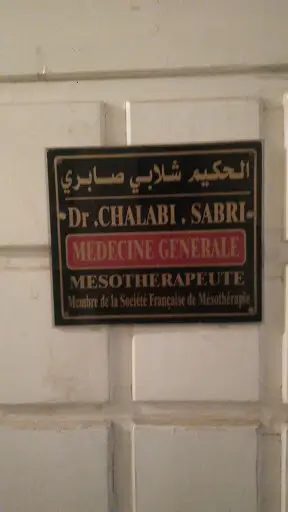 الحكيم شلابي صابري
Dr .CHALABI . SABRI
MEDECINE GENERALE
MESOTHERAPEUTE
Membre de la Société Française de Mésothérapie